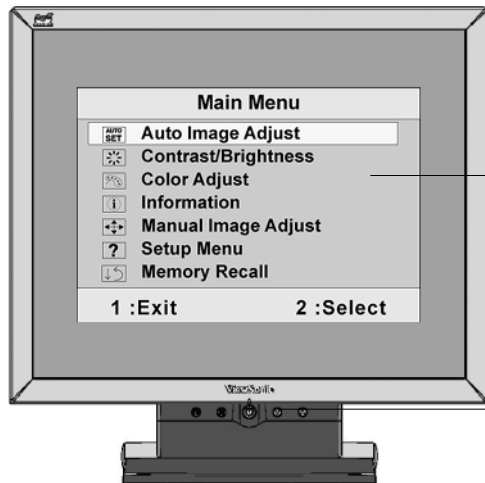 Main Menu
AUTO SET Auto Image Adjust
Contrast/Brightness
Color Adjust
i Information
Manual Image Adjust
? Setup Menu
Memory Recall
1 :Exit 2 :Select
ViewSonic